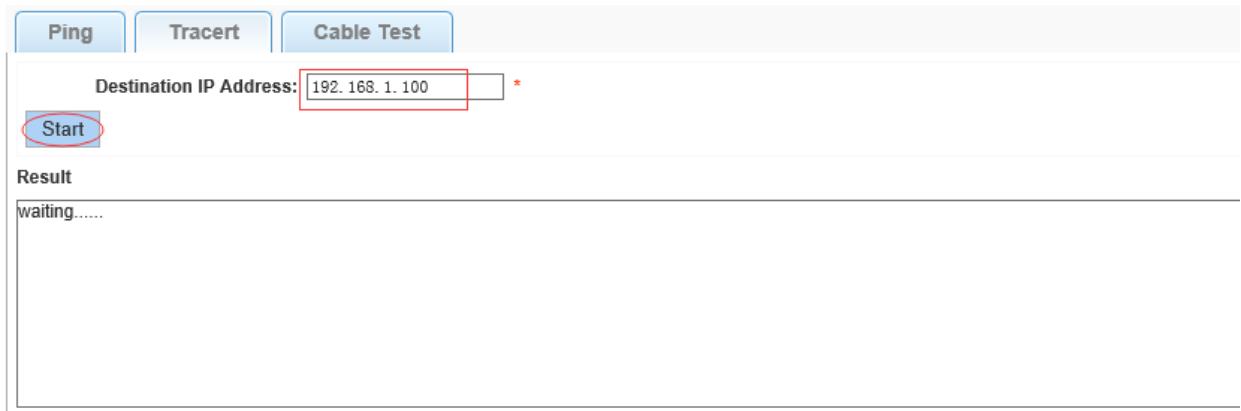 Ping Tracert Cable Test
Destination IP Address: 192. 168. 1. 100 *
Start
Result
waiting......